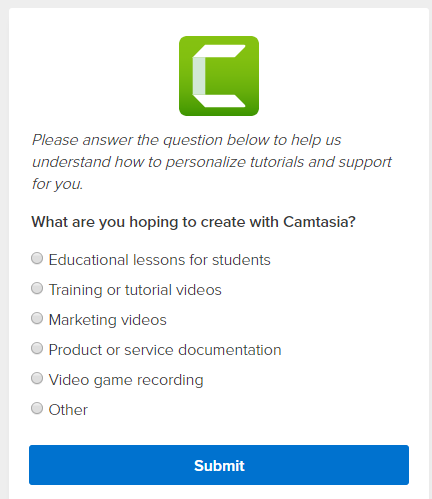 Please answer the question below to help us
understand how to personalize tutorials and support
for you.
What are you hoping to create with Camtasia?
Educational lessons for students
Training or tutorial videos
Marketing videos
Product or service documentation
Video game recording
Other
Submit